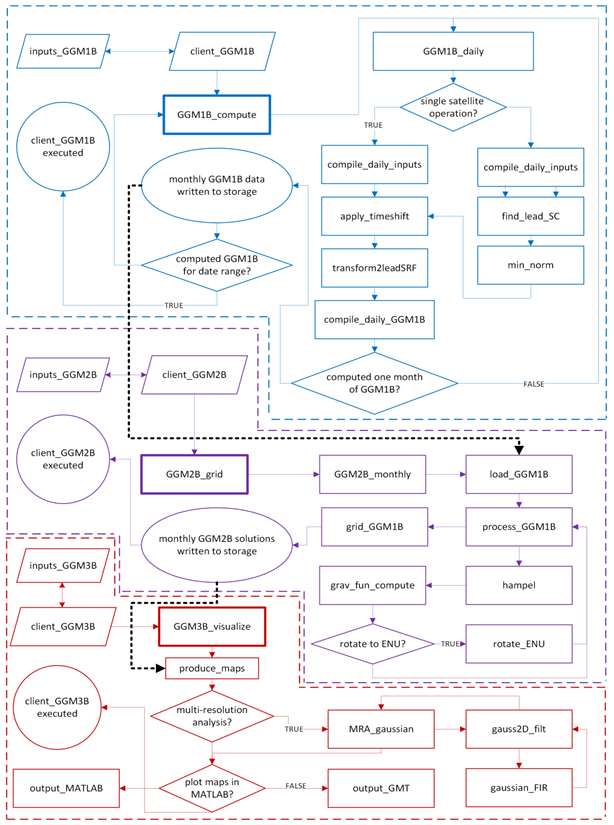 inputs_GGM1B
client_GGM1B
GGM1B_daily
single satellite
operation?
GGM1B_compute
TRUE
client_GGM1B
executed
compile_daily_inputs
compile_daily_inputs
monthly GGM1B data
written to storage
apply_timeshift
find_lead_SC
computed GGM1B
for date range?
transform2leadSRF
min_norm
TRUE
compile_daily_GGM1B
computed one month
of GGM1B?
FALSE
inputs_GGM2B
client_GGM2B
client_GGM2B
executed
GGM2B_grid
GGM2B_monthly
load_GGM1B
monthly GGM2B solutions
written to storage
grid_GGM1B
process_GGM1B
inputs_GGM3B
grav_fun_compute
hampel
client_GGM3B
GGM3B_visualize
rotate to ENU?
TRUE
rotate_ENU
produce_maps
client_GGM3B
executed
multi-resolution
analysis?
TRUE
MRA_gaussian
gauss2D_filt
output_MATLAB
plot maps in
MATLAB?
FALSE
output_GMT
gaussian_FIR